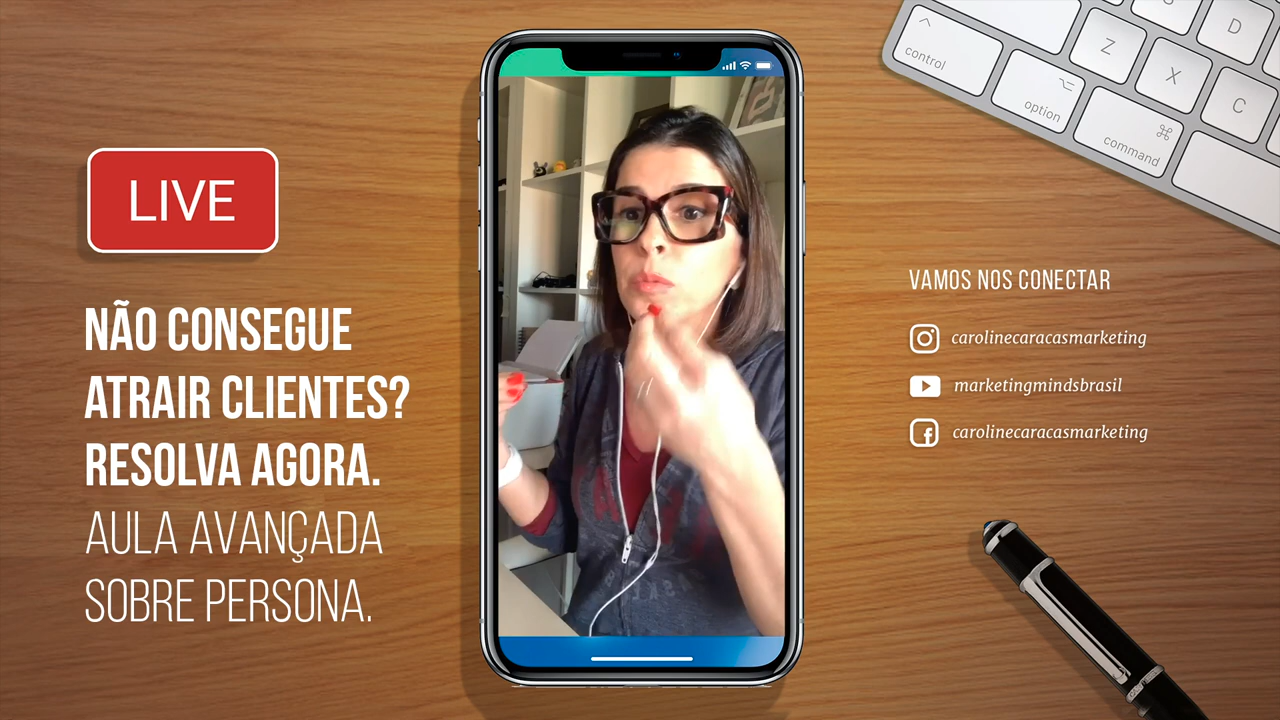 LIVE
NÃO CONSEGUE
ATRAIR CLIENTES?
RESOLVA AGORA.
AULA AVANÇADA
SOBRE PERSONA.
VAMOS NOS CONECTAR
carolinecaracasmarketing
marketingmindsbrasil
carolinecaracasmarketing
control
option
command
⌘
Z
X
C
S
D